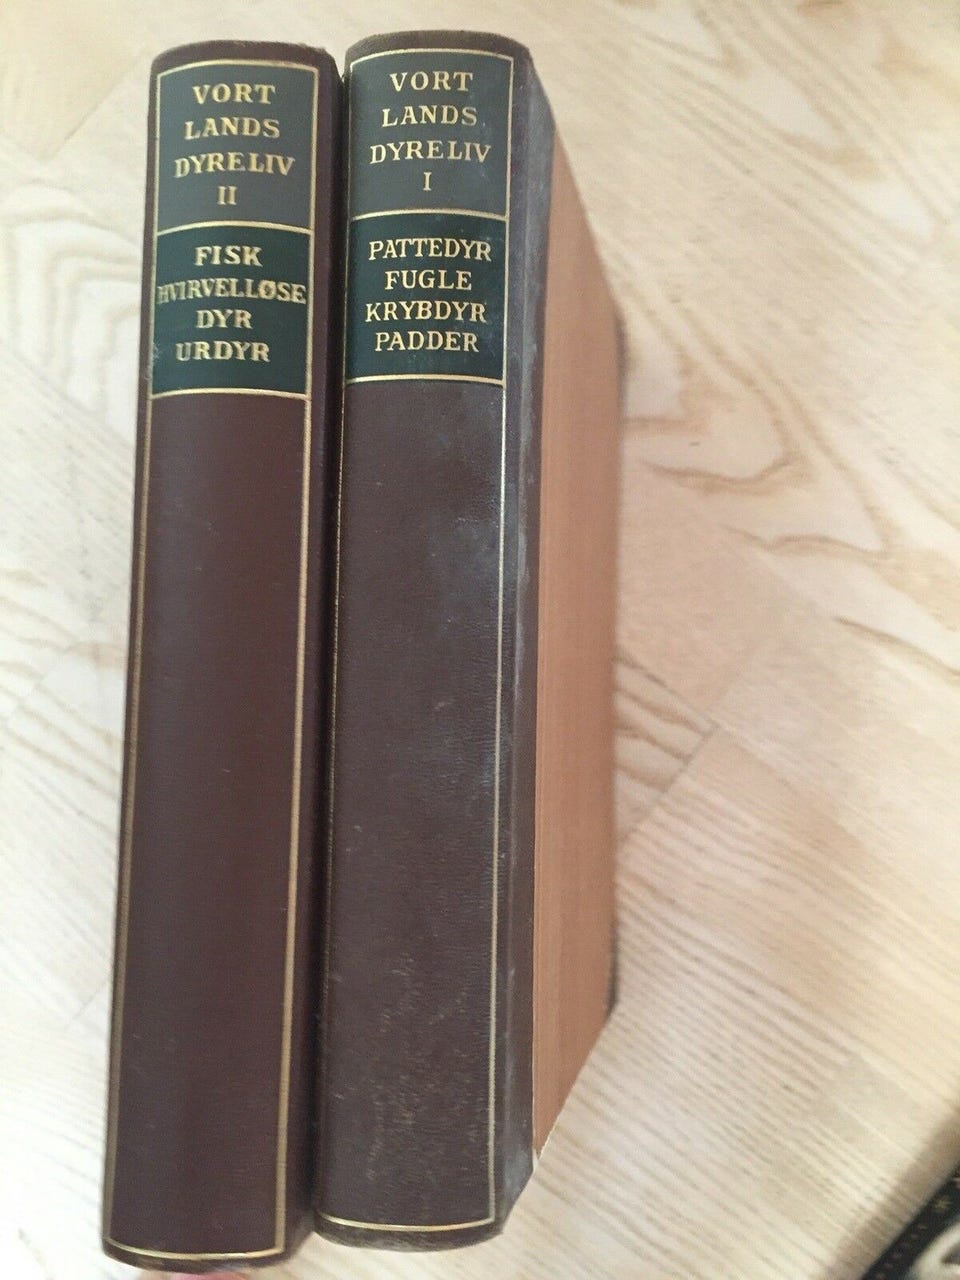 VORT
LANDS
DYRELIV
II
FISK
HVIRVELLØSE
DYR
URDYR
VORT
LANDS
DYRELIV
I
PATTEDYR
FUGLE
KRYBDYR
PADDER